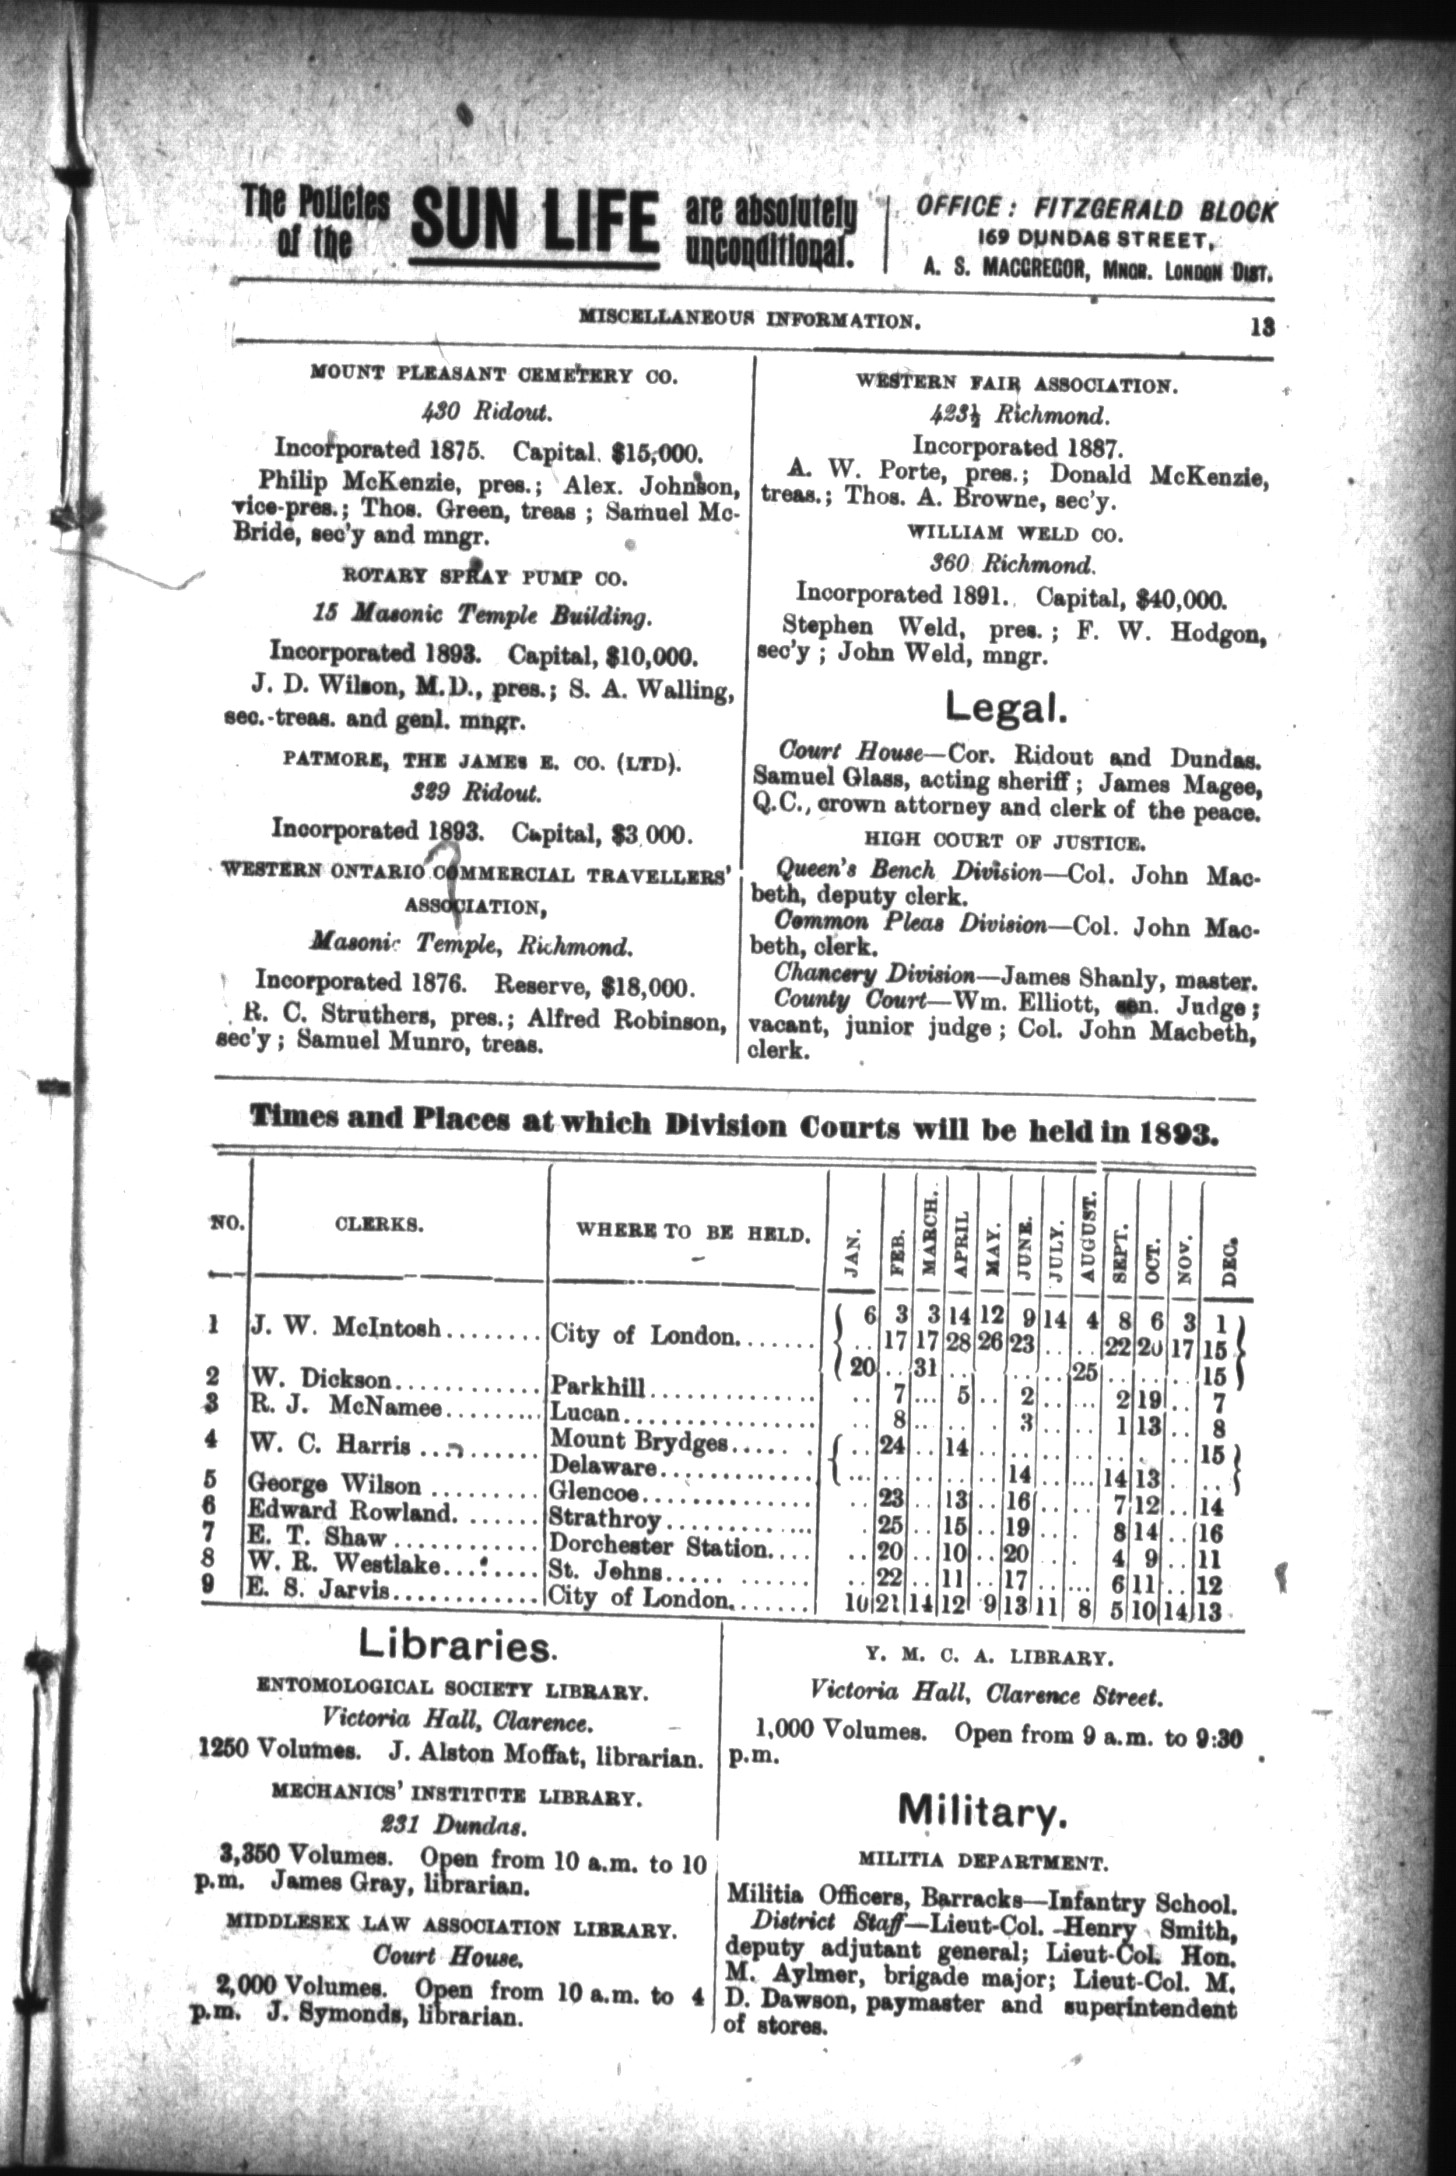 The Policies of the SUN LIFE are absolutely unconditional.
OFFICE: FITZGERALD BLOCK
169 DUNDAS STREET,
A. S. MACGREGOR, MNGR. LONDON DIST.
MISCELLANEOUS INFORMATION. 13
MOUNT PLEASANT CEMETERY CO.
430 Ridout.
Incorporated 1875. Capital. $15,000.
Philip McKenzie, pres.; Alex. Johnson,
vice-pres.; Thos. Green, treas ; Samuel Mc-
Bride, sec'y and mngr.
ROTARY SPRAY PUMP CO.
15 Masonic Temple Building.
Incorporated 1893. Capital, $10,000.
J. D. Wilson, M.D., pres.; S. A. Walling,
sec.-treas. and genl. mngr.
PATMORE, THE JAMES E. CO. (LTD).
329 Ridout.
Incorporated 1893. Capital, $3 000.
WESTERN ONTARIO COMMERCIAL TRAVELLERS'
ASSOCIATION,
Masonic Temple, Richmond.
Incorporated 1876. Reserve, $18,000.
R. C. Struthers, pres.; Alfred Robinson,
sec'y ; Samuel Munro, treas.
WESTERN FAIR ASSOCIATION.
423½ Richmond.
Incorporated 1887.
A. W. Porte, pres.; Donald McKenzie,
treas.; Thos. A. Browne, sec'y.
WILLIAM WELD CO.
360 Richmond.
Incorporated 1891. Capital, $40,000.
Stephen Weld, pres. ; F. W. Hodgon,
sec'y ; John Weld, mngr.
Legal.
Court House—Cor. Ridout and Dundas.
Samuel Glass, acting sheriff ; James Magee,
Q.C., crown attorney and clerk of the peace.
HIGH COURT OF JUSTICE.
Queen's Bench Division—Col. John Mac-
beth, deputy clerk.
Common Pleas Division—Col. John Mac-
beth, clerk.
Chancery Division—James Shanly, master.
County Court—Wm. Elliott, sen. Judge ;
vacant, junior judge ; Col. John Macbeth,
clerk.
Times and Places at which Division Courts will be held in 1893.
NO. CLERKS. WHERE TO BE HELD. JAN. FEB. MARCH. APRIL MAY. JUNE. JULY. AUGUST. SEPT. OCT. NOV. DEC.
1 J. W. McIntosh........ City of London....... { 6 3 3 14 12 9 14 4 8 6 3 1 }
.. 17 17 28 26 23 .. .. 22 20 17 15
20 .. 31 .. .. .. .. 25 .. .. .. 15
2 W. Dickson............ Parkhill.............. .. 7 ... 5 .. 2 .. ... 2 19 .. 7
3 R. J. McNamee......... Lucan................ .. 8 .. .. .. 3 .. .. 1 13 .. 8
4 W. C. Harris ......... Mount Brydges...... { .. 24 .. 14 .. .. .. .. .. .. .. 15 }
Delaware............. ... .. .. .. .. 14 .. ... 14 13 .. ..
5 George Wilson ......... Glencoe............... .. 23 .. 13 .. 16 .. .. 7 12 .. 14
6 Edward Rowland....... Strathroy............. . 25 .. 15 .. 19 .. . 8 14 .. 16
7 E. T. Shaw ............ Dorchester Station.... .. 20 .. 10 .. 20 .. . 4 9 .. 11
8 W. R. Westlake........ St. Johns............ .. 22 .. 11 .. 17 .. ... 6 11 .. 12
9 E. S. Jarvis............ City of London....... 10 21 14 12 9 13 11 8 5 10 14 13
Libraries.
ENTOMOLOGICAL SOCIETY LIBRARY.
Victoria Hall, Clarence.
1250 Volumes. J. Alston Moffat, librarian.
MECHANICS' INSTITUTE LIBRARY.
231 Dundas.
3,350 Volumes. Open from 10 a.m. to 10
p.m. James Gray, librarian.
MIDDLESEX LAW ASSOCIATION LIBRARY.
Court House.
2,000 Volumes. Open from 10 a.m. to 4
p.m. J. Symonds, librarian.
Y. M. C. A. LIBRARY.
Victoria Hall, Clarence Street.
1,000 Volumes. Open from 9 a.m. to 9:30
p.m.
Military.
MILITIA DEPARTMENT.
Militia Officers, Barracks—Infantry School.
District Staff—Lieut-Col. Henry Smith,
deputy adjutant general; Lieut-Col. Hon.
M. Aylmer, brigade major; Lieut-Col. M.
D. Dawson, paymaster and superintendent
of stores.